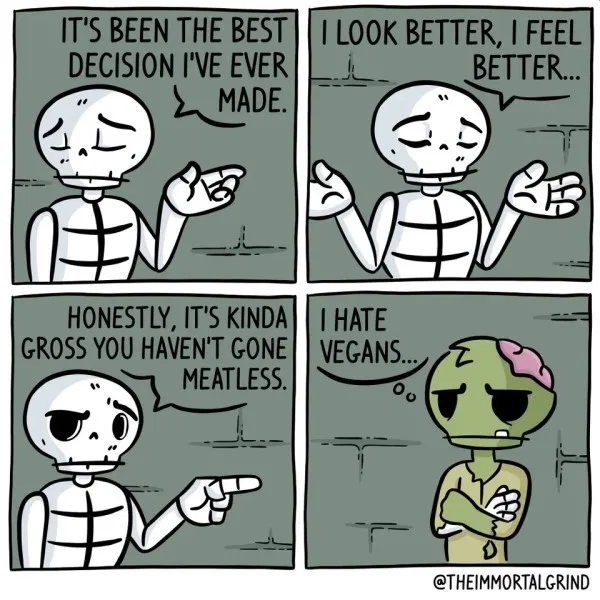 IT'S BEEN THE BEST
DECISION I'VE EVER
MADE.
I LOOK BETTER, I FEEL
BETTER...
HONESTLY, IT'S KINDA
GROSS YOU HAVEN'T GONE
MEATLESS.
I HATE
VEGANS...
@THEIMMORTALGRIND